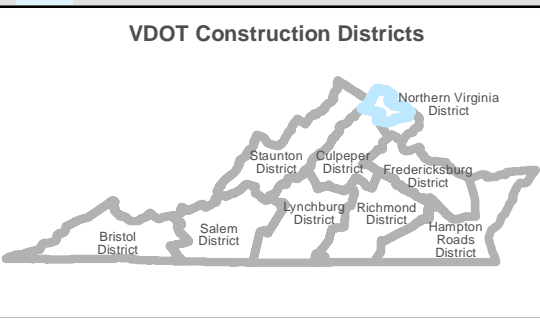 VDOT Construction Districts
Northern Virginia
District
Staunton
District
Culpeper
District
Fredericksburg
District
Lynchburg
District
Richmond
District
Salem
District
Bristol
District
Hampton
Roads
District